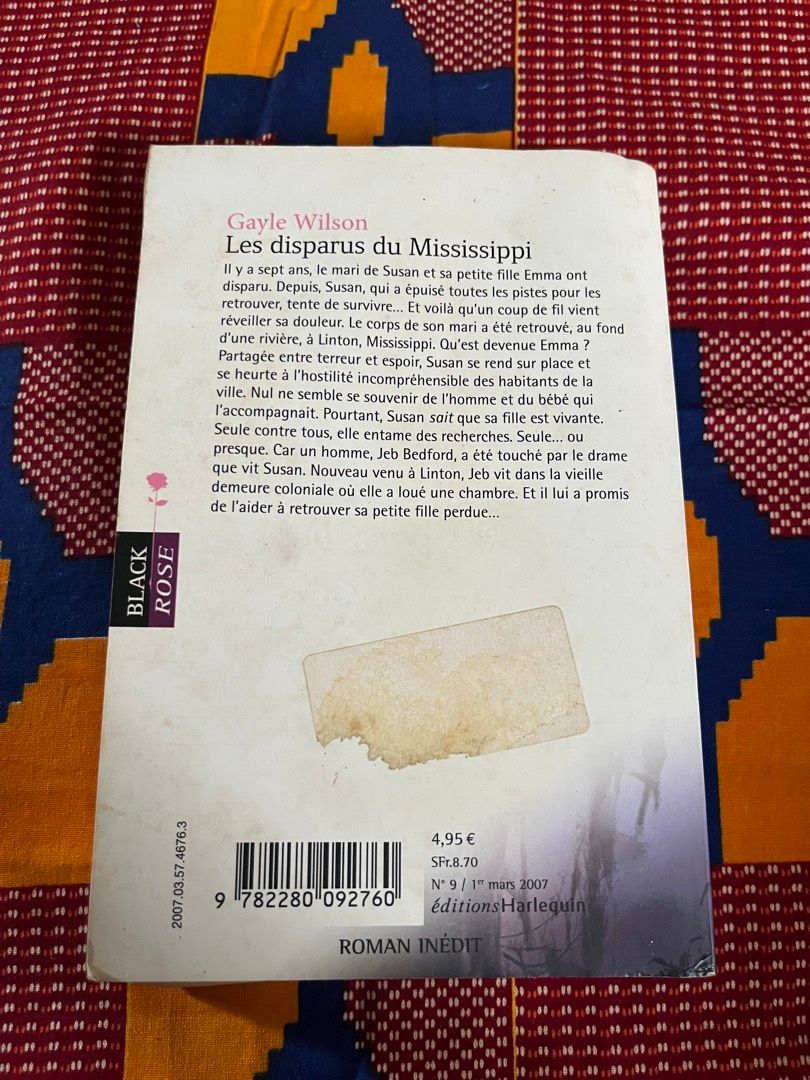 Gayle Wilson
Les disparus du Mississippi
Il y a sept ans, le mari de Susan et sa petite fille Emma ont
disparu. Depuis, Susan, qui a épuisé toutes les pistes pour les
retrouver, tente de survivre... Et voilà qu'un coup de fil vient
réveiller sa douleur. Le corps de son mari a été retrouvé, au fond
d'une rivière, à Linton, Mississippi. Qu'est devenue Emma ?
Partagée entre terreur et espoir, Susan se rend sur place et
se heurte à l'hostilité incompréhensible des habitants de la
ville. Nul ne semble se souvenir de l'homme et du bébé qui
l'accompagnait. Pourtant, Susan sait que sa fille est vivante.
Seule contre tous, elle entame des recherches. Seule... ou
presque. Car un homme, Jeb Bedford, a été touché par le drame
que vit Susan. Nouveau venu à Linton, Jeb vit dans la vieille
demeure coloniale où elle a loué une chambre. Et il lui a promis
de l'aider à retrouver sa petite fille perdue...
BLACK
ROSE
2007.03.57.4676.3
9 782280 092760
4,95 €
SFr.8.70
N° 9 / 1er mars 2007
éditions Harlequin
ROMAN INÉDIT